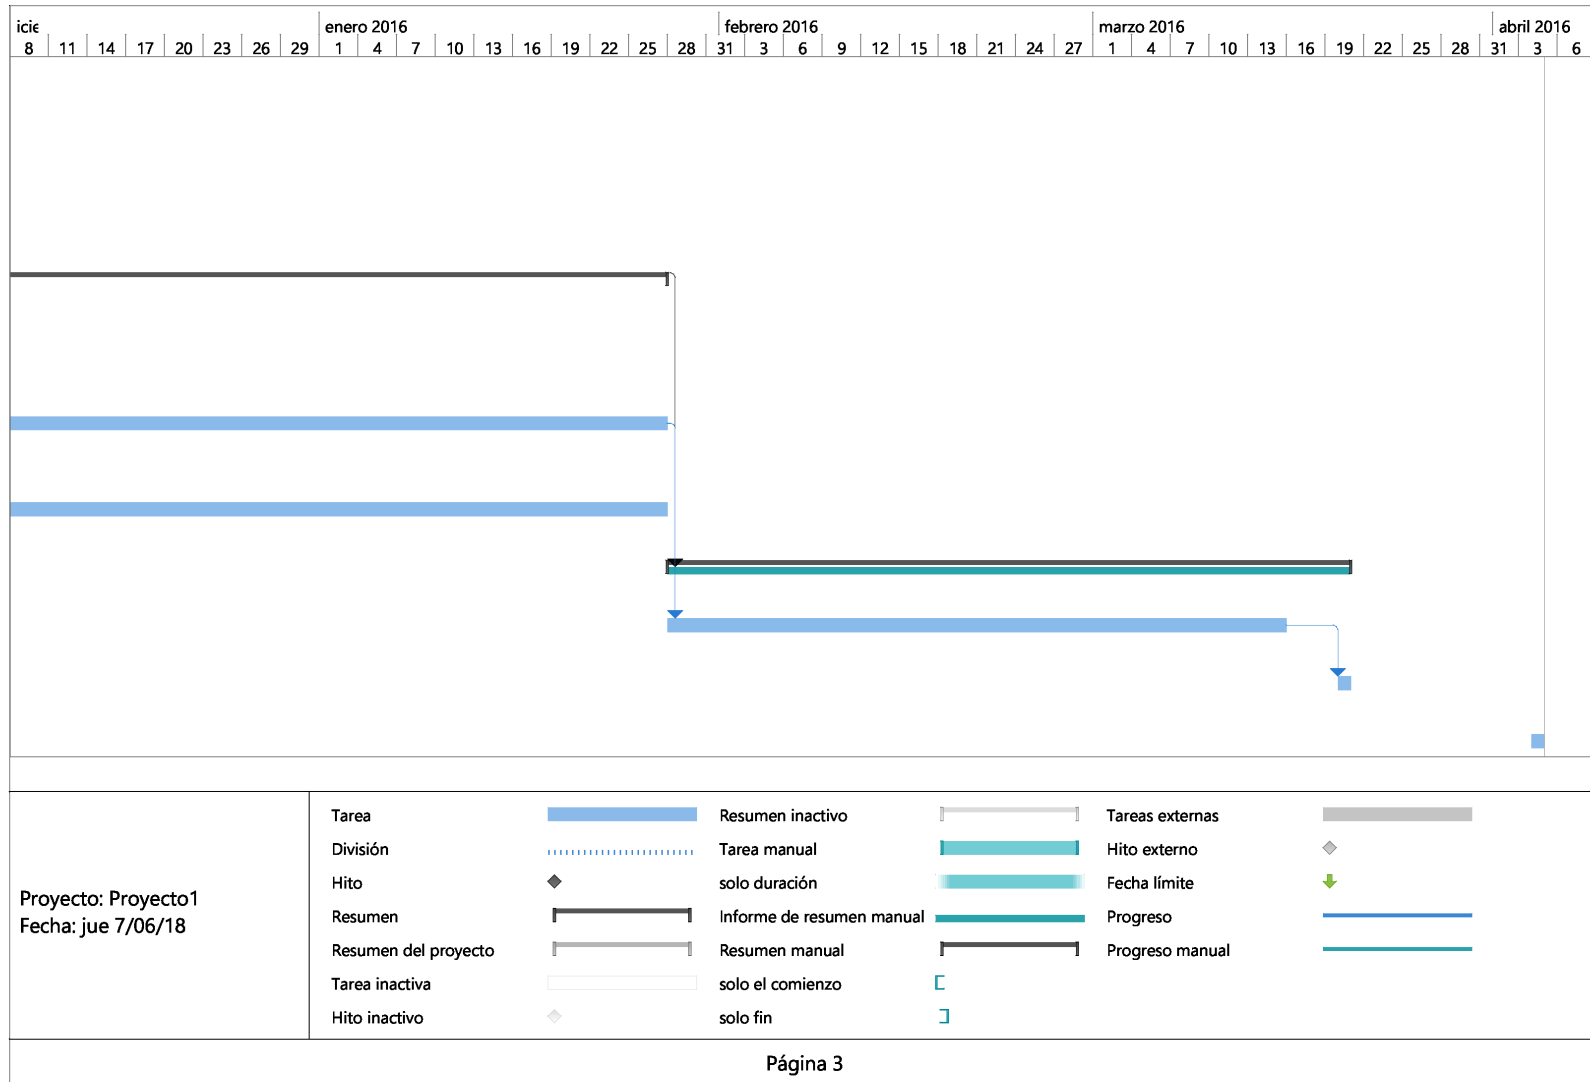 icie enero 2016 febrero 2016 marzo 2016 abril 2016
8 11 14 17 20 23 26 29 1 4 7 10 13 16 19 22 25 28 31 3 6 9 12 15 18 21 24 27 1 4 7 10 13 16 19 22 25 28 31 3 6
Proyecto: Proyecto1
Fecha: jue 7/06/18
Tarea
División
Hito
Resumen
Resumen del proyecto
Tarea inactiva
Hito inactivo
Resumen inactivo
Tarea manual
solo duración
Informe de resumen manual
Resumen manual
solo el comienzo
solo fin
Tareas externas
Hito externo
Fecha límite
Progreso
Progreso manual
Página 3